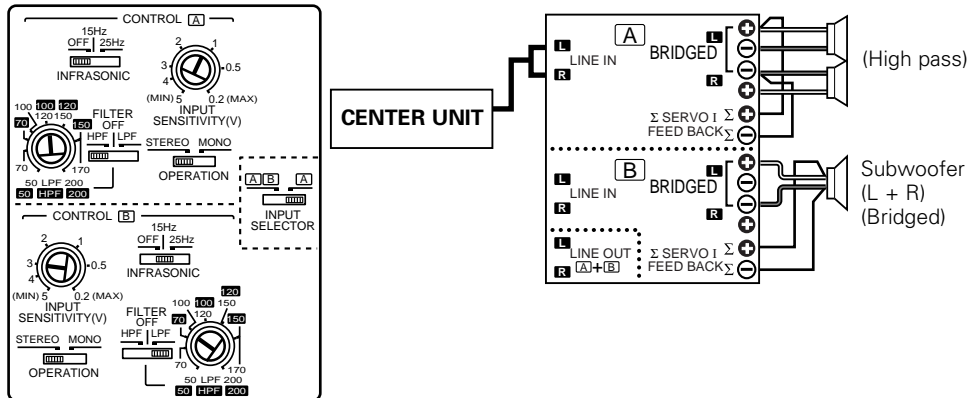 CONTROL A
15Hz
OFF 25Hz
INFRASONIC
2 1
3 0.5
4
(MIN) 5 0.2 (MAX)
INPUT
SENSITIVITY(V)
100 100 120
120 150
70 150
70 170
50 LPF 200
50 HPF 200
FILTER
OFF
HPF LPF
STEREO MONO
OPERATION
A B A
INPUT
SELECTOR
CONTROL B
15Hz
OFF 25Hz
INFRASONIC
2 1
3 0.5
4
(MIN) 5 0.2 (MAX)
INPUT
SENSITIVITY(V)
STEREO MONO
OPERATION
FILTER
OFF
HPF LPF
120
100 100 150
120
70 150
70 170
50 LPF 200
50 HPF 200
CENTER UNIT
A
L
LINE IN
R
BRIDGED
L
R
+
−
−
+
Σ SERVO I Σ +
FEED BACK Σ −
(High pass)
B
L
LINE IN
R
BRIDGED
L
R
+
−
−
+
L
LINE OUT
R A+B
Σ SERVO I Σ +
FEED BACK Σ −
Subwoofer
(L + R)
(Bridged)